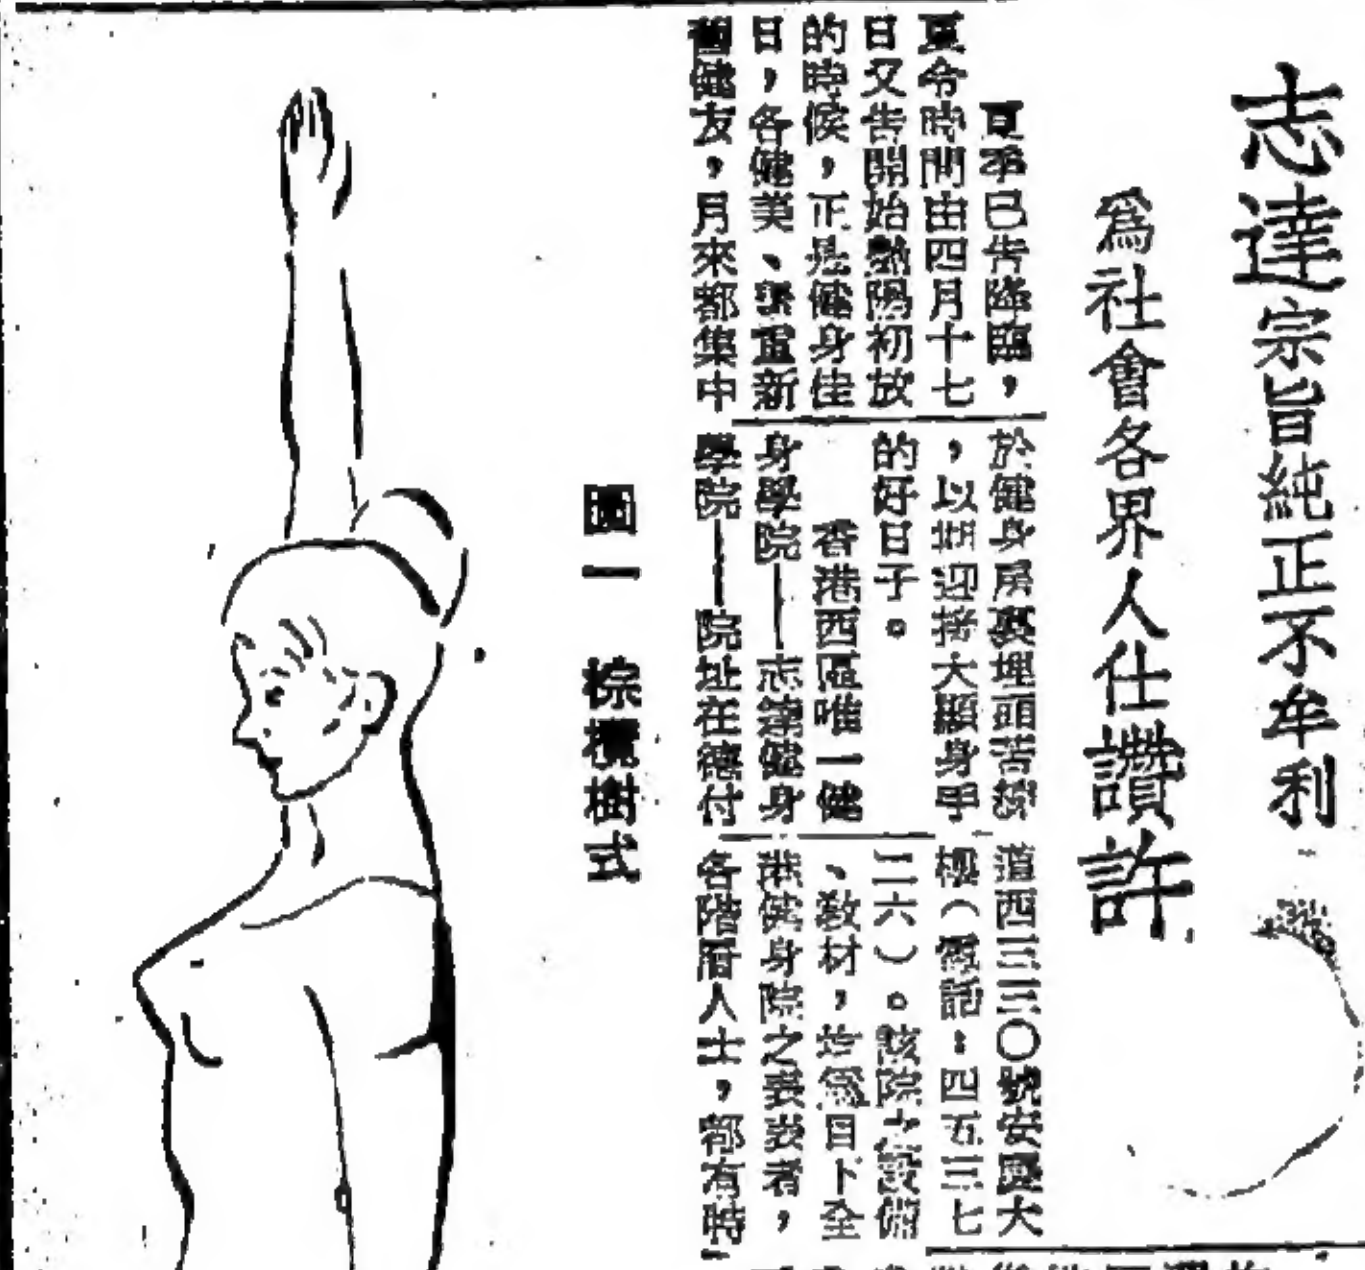 志達宗旨純正不牟利
為社會各界人仕讚許
夏季已告降臨，
夏令時間由四月十七
日又告開始熱陽初放
的時候，正是健身佳
日，各健美、舉重新
舊健友，月來都集中
於健身房裏埋頭苦練
，以期迎接大顯身手
的好日子。
香港西區唯一健
身學院——志達健身
學院——院址在德付
道西三三〇號安慶大
樓（電話：四五三七
二六）。該院之設備
、教材，均為目下全
港健身院之表表者，
各階層人士，都有時
圖一 棕欖樹式